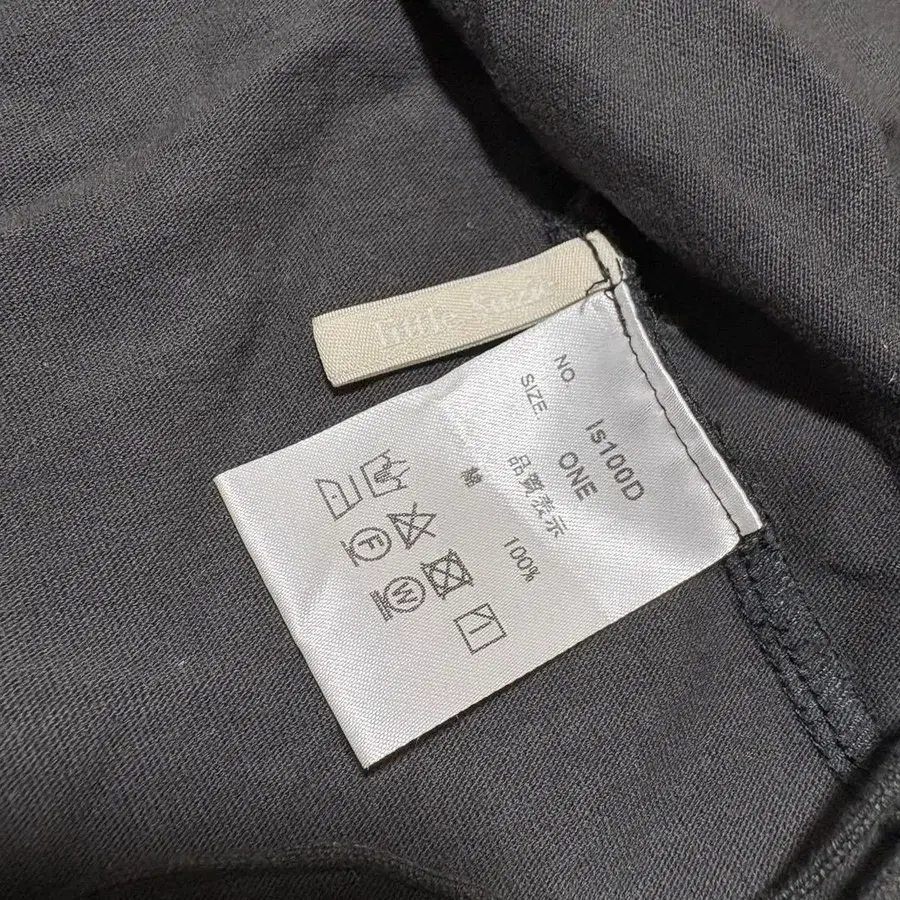 little suzie
NO. ls100D
SIZE ONE
品質表示
綿 100%
F
W